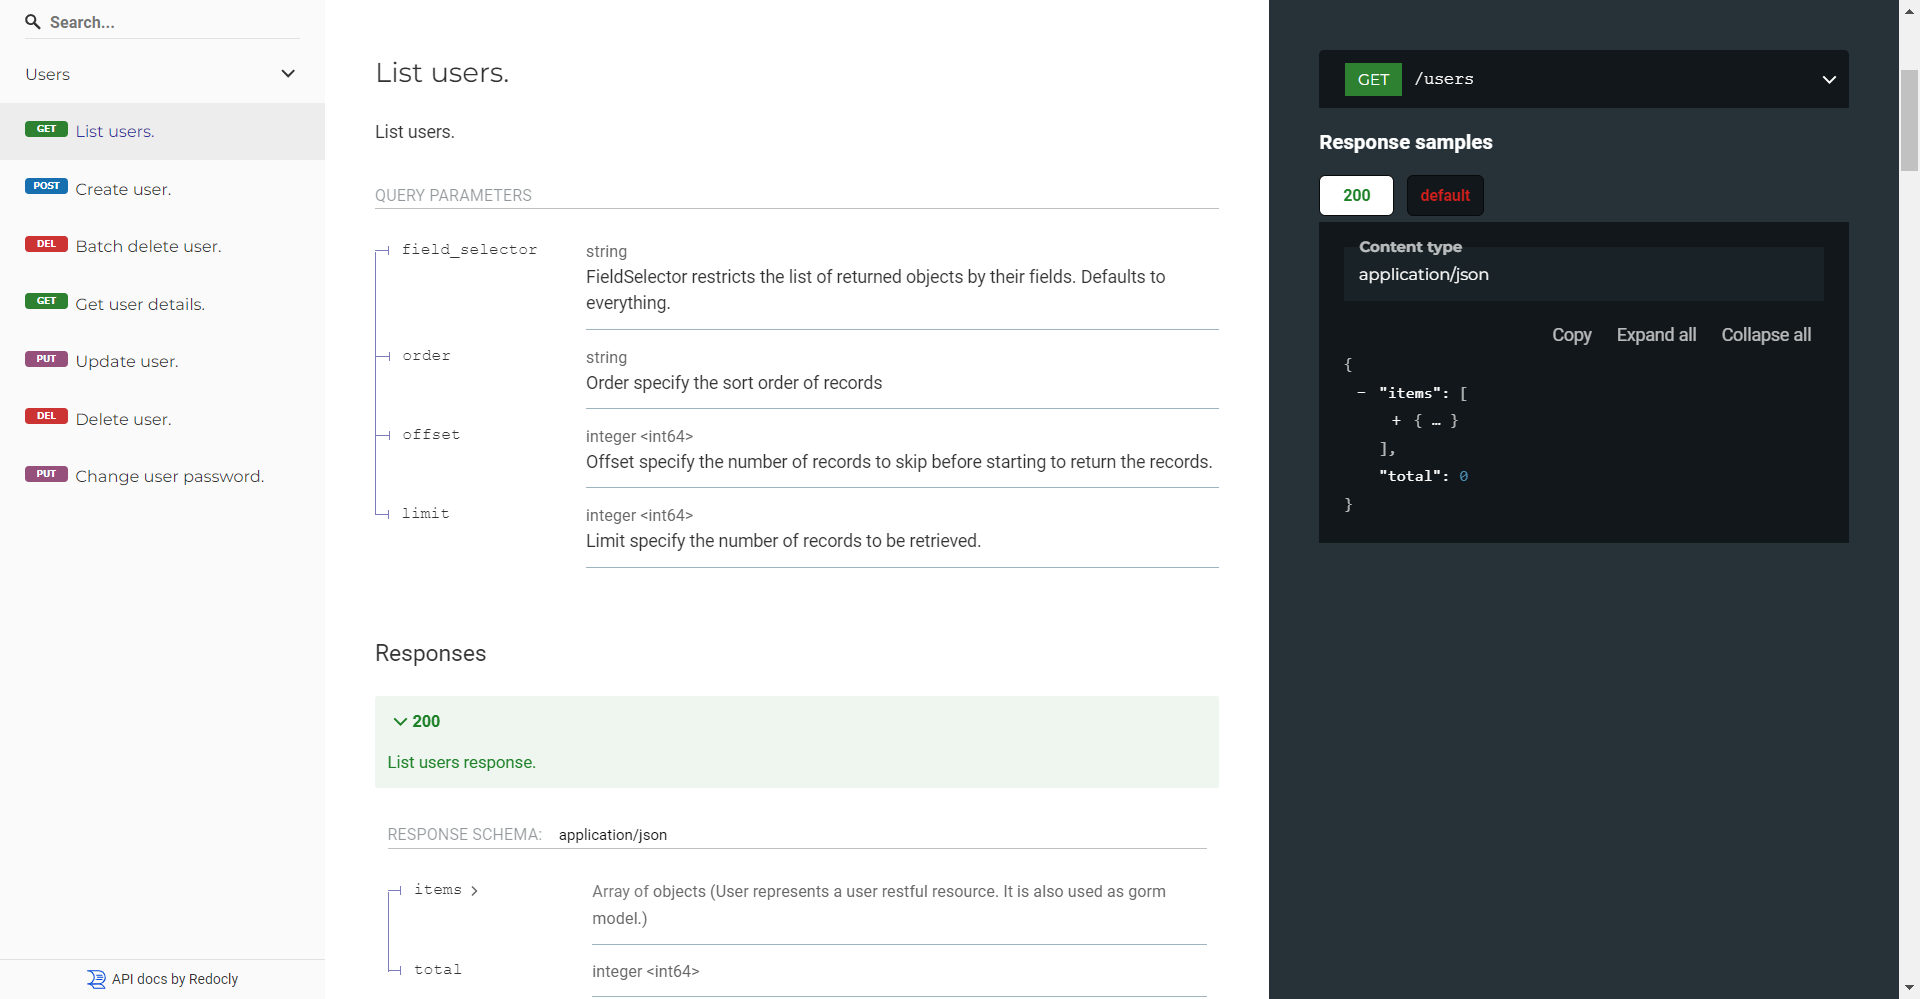 Search...
Users
GET List users.
POST Create user.
DEL Batch delete user.
GET Get user details.
PUT Update user.
DEL Delete user.
PUT Change user password.
API docs by Redocly
List users.
List users.
QUERY PARAMETERS
field_selector
string
FieldSelector restricts the list of returned objects by their fields. Defaults to
everything.
order
string
Order specify the sort order of records
offset
integer <int64>
Offset specify the number of records to skip before starting to return the records.
limit
integer <int64>
Limit specify the number of records to be retrieved.
Responses
200
List users response.
RESPONSE SCHEMA: application/json
items
Array of objects (User represents a user restful resource. It is also used as gorm
model.)
total
integer <int64>
GET /users
Response samples
200 default
Content type
application/json
Copy Expand all Collapse all
{
− "items": [
+ { … }
],
"total": 0
}